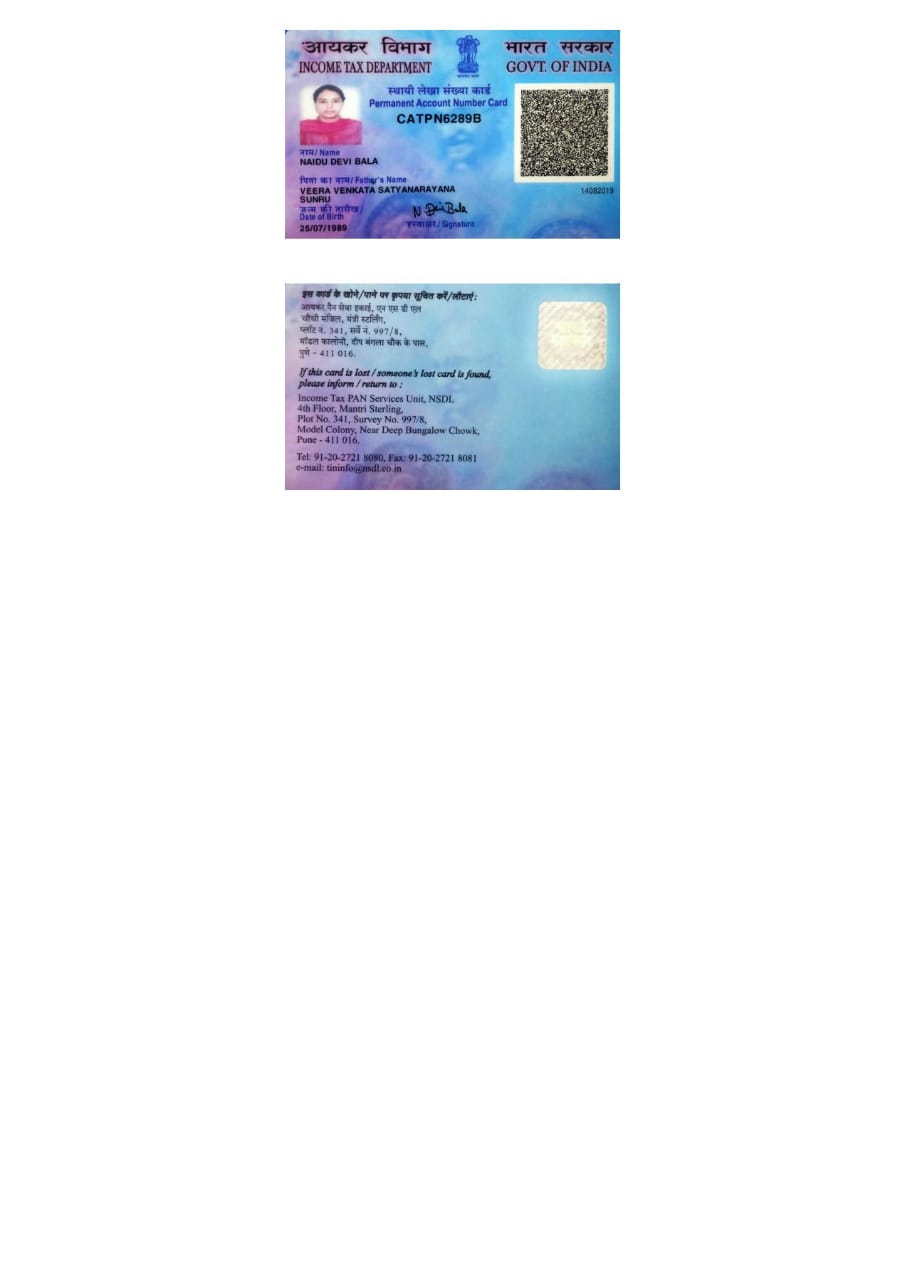 आयकर विभाग
INCOME TAX DEPARTMENT
भारत सरकार
GOVT. OF INDIA
स्थायी लेखा संख्या कार्ड
Permanent Account Number Card
CATPN6289B
नाम/ Name
NAIDU DEVI BALA
पिता का नाम/ Father's Name
VEERA VENKATA SATYANARAYANA
SUNRU
जन्म की तारीख/
Date of Birth
25/07/1989
N Devi Bala
हस्ताक्षर/ Signature
14082019
इस कार्ड के खोने/पाने पर कृपया सूचित करें/लौटाएं:
आयकर पैन सेवा इकाई, एन एस डी एल
चौथी मंजिल, मंत्री स्टर्लिंग,
प्लॉट नं. 341, सर्वे नं. 997/8,
मॉडल कालोनी, दीप बंगला चौक के पास,
पुणे - 411 016.
If this card is lost / someone's lost card is found,
please inform / return to :
Income Tax PAN Services Unit, NSDL
4th Floor, Mantri Sterling,
Plot No. 341, Survey No. 997/8,
Model Colony, Near Deep Bungalow Chowk,
Pune - 411 016.
Tel: 91-20-2721 8080, Fax: 91-20-2721 8081
e-mail: tininfo@nsdl.co.in